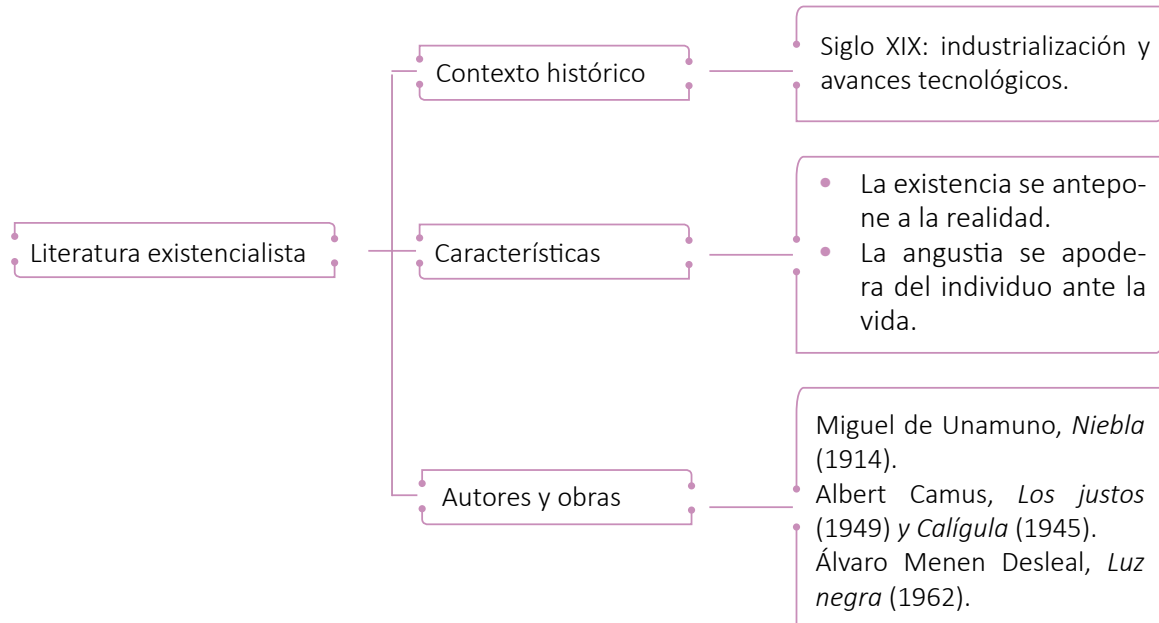 Literatura existencialista
Contexto histórico
Siglo XIX: industrialización y
avances tecnológicos.
Características
• La existencia se antepo-
ne a la realidad.
• La angustia se apode-
ra del individuo ante la
vida.
Autores y obras
Miguel de Unamuno, Niebla
(1914).
Albert Camus, Los justos
(1949) y Calígula (1945).
Álvaro Menen Desleal, Luz
negra (1962).